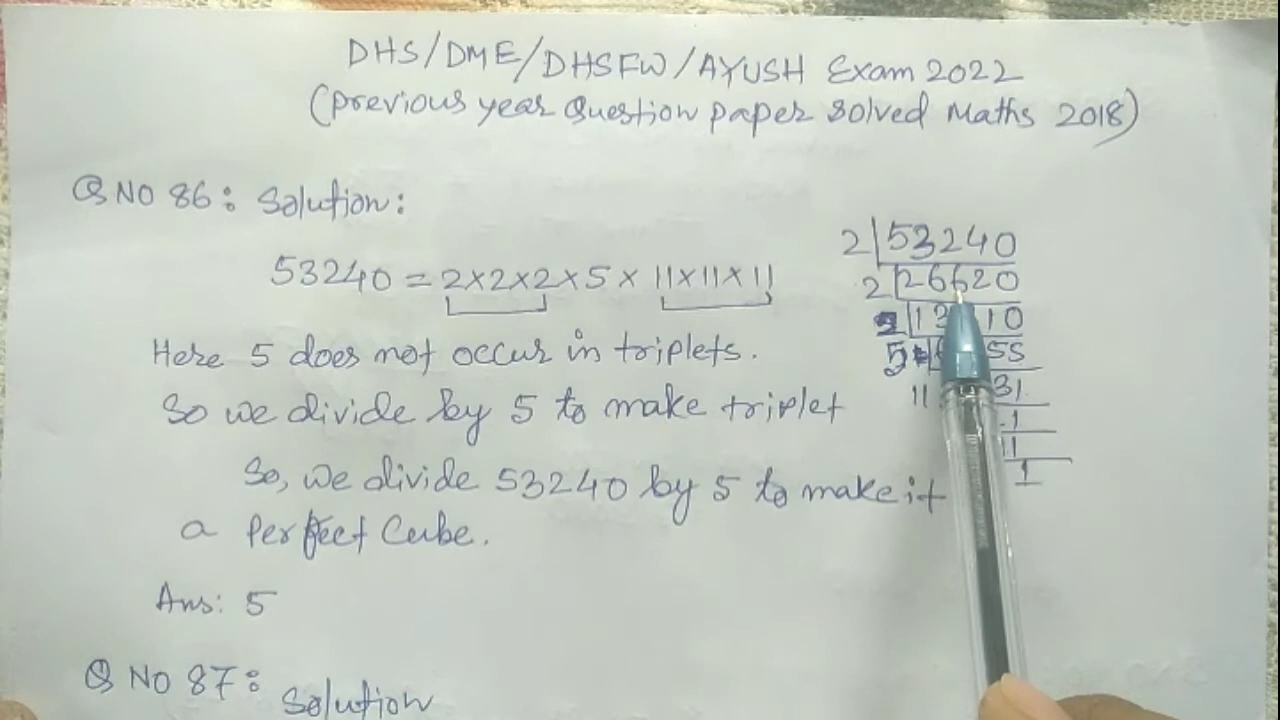 DHS/DME/DHSFW/AYUSH Exam 2022
(previous year Question paper solved Maths 2018)
Q NO 86: Solution:
53240 = 2×2×2×5×11×11×11
Here 5 does not occur in triplets.
So we divide by 5 to make triplet
So, we divide 53240 by 5 to make it
a Perfect Cube.
Ans: 5
2 53240
2 26620
2
5
11
1
Q NO 87: Solution